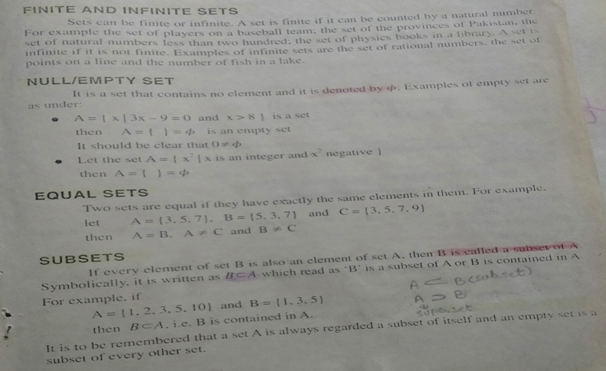 FINITE AND INFINITE SETS
Sets can be finite or infinite. A set is finite if it can be counted by a natural number.
For example the set of players on a baseball team; the set of the provinces of Pakistan, the
set of natural numbers less than two hundred; the set of physics books in a library. A set is
infinite if it is not finite. Examples of infinite sets are the set of rational numbers, the set of
points on a line and the number of fish in a lake.
NULL/EMPTY SET
It is a set that contains no element and it is denoted by ϕ. Examples of empty set are
as under:
• A = { x | 3x - 9 = 0 and x > 8 } is a set
then A = { } = ϕ is an empty set
It should be clear that 0 ≠ ϕ
• Let the set A = { x² | x is an integer and x² negative }
then A = { } = ϕ
EQUAL SETS
Two sets are equal if they have exactly the same elements in them. For example,
let A = {3, 5, 7}, B = {5, 3, 7} and C = {3, 5, 7, 9}
then A = B, A ≠ C and B ≠ C
SUBSETS
If every element of set B is also an element of set A, then B is called a subset of A
Symbolically, it is written as B⊂A which read as 'B' is a subset of A or B is contained in A
For example, if
A ⊂ B (subset)
A = {1, 2, 3, 5, 10} and B = {1, 3, 5}
A ⊃ B
superset
then B⊂A, i.e. B is contained in A.
It is to be remembered that a set A is always regarded a subset of itself and an empty set is a
subset of every other set.